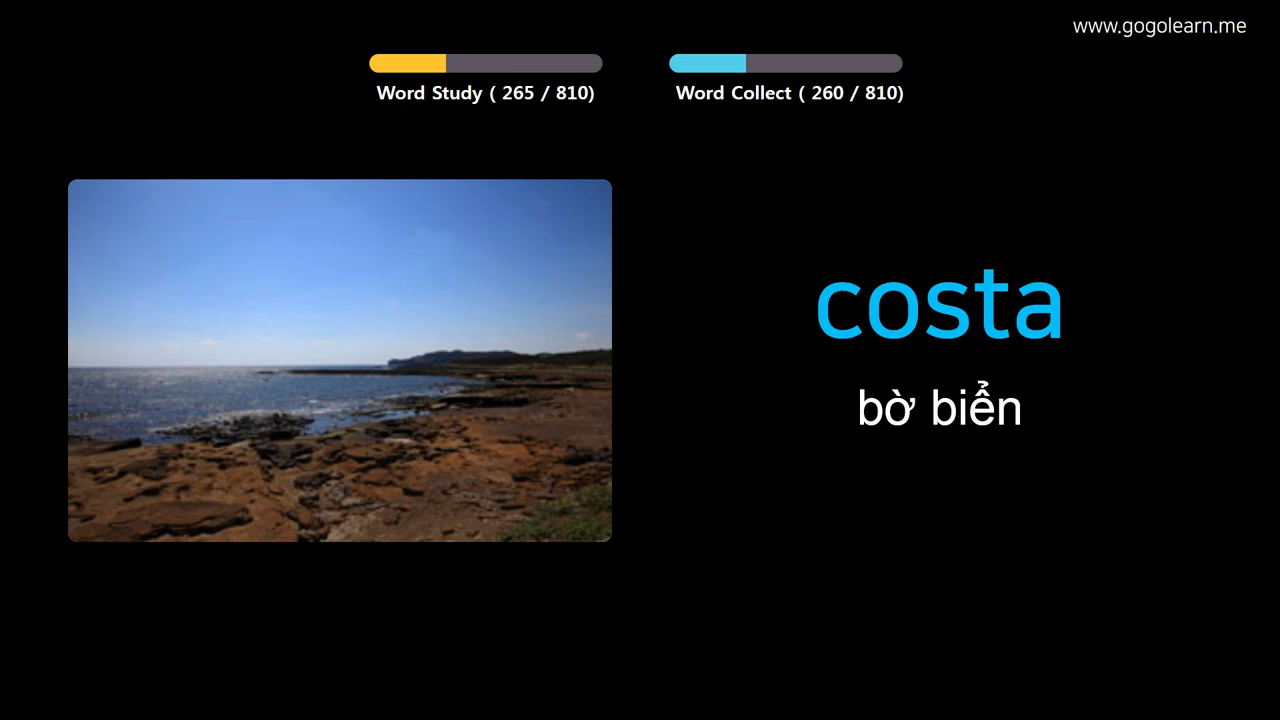 www.gogolearn.me
Word Study ( 265 / 810)
Word Collect ( 260 / 810)
costa
bờ biển